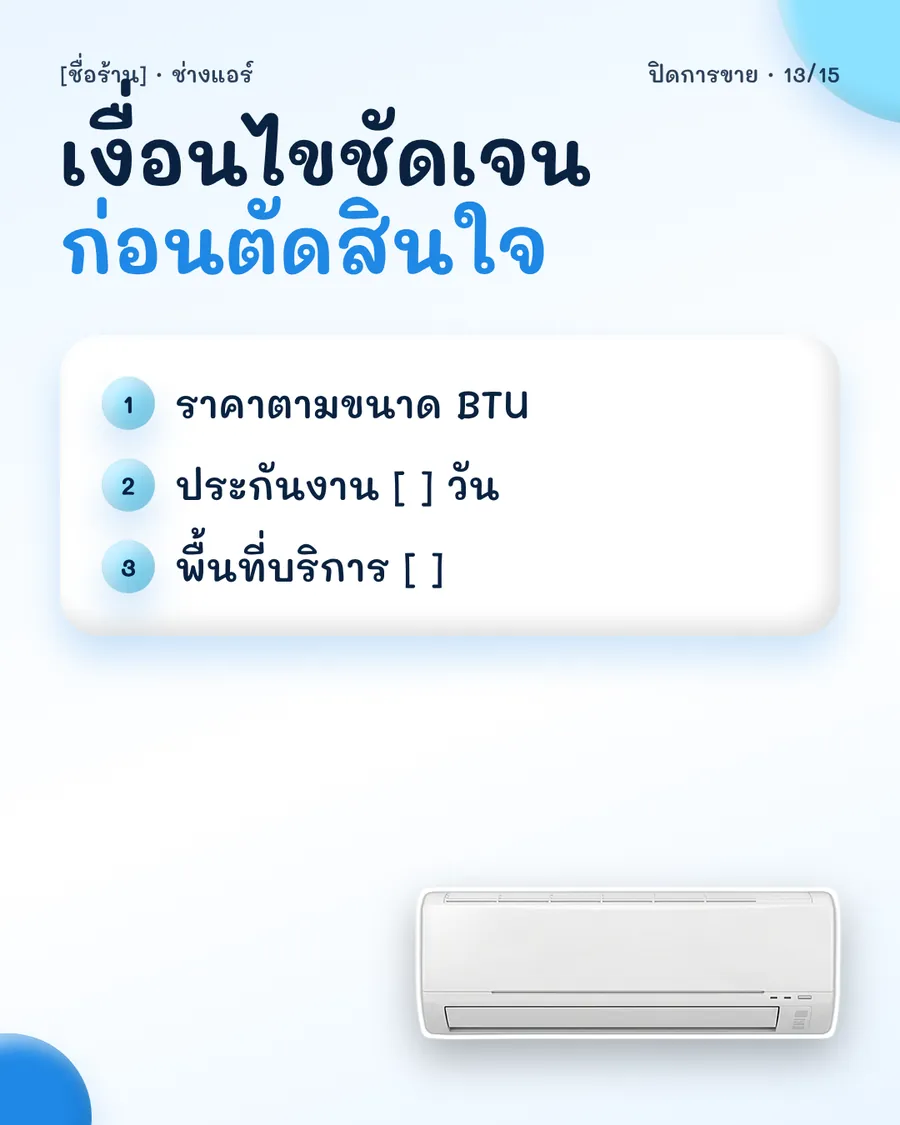 [ชื่อร้าน] · ช่างแอร์
ปิดการขาย · 13/15
เงื่อนไขชัดเจน
ก่อนตัดสินใจ
1 ราคาตามขนาด BTU
2 ประกันงาน [ ] วัน
3 พื้นที่บริการ [ ]